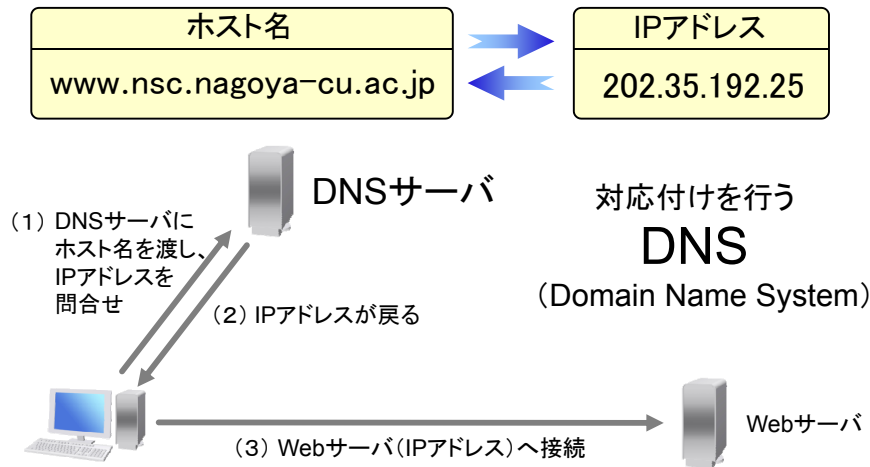 ホスト名
www.nsc.nagoya-cu.ac.jp
IPアドレス
202.35.192.25
DNSサーバ
対応付けを行う
DNS
(Domain Name System)
(1) DNSサーバに
ホスト名を渡し、
IPアドレスを
問合せ
(2) IPアドレスが戻る
(3) Webサーバ(IPアドレス)へ接続
Webサーバ